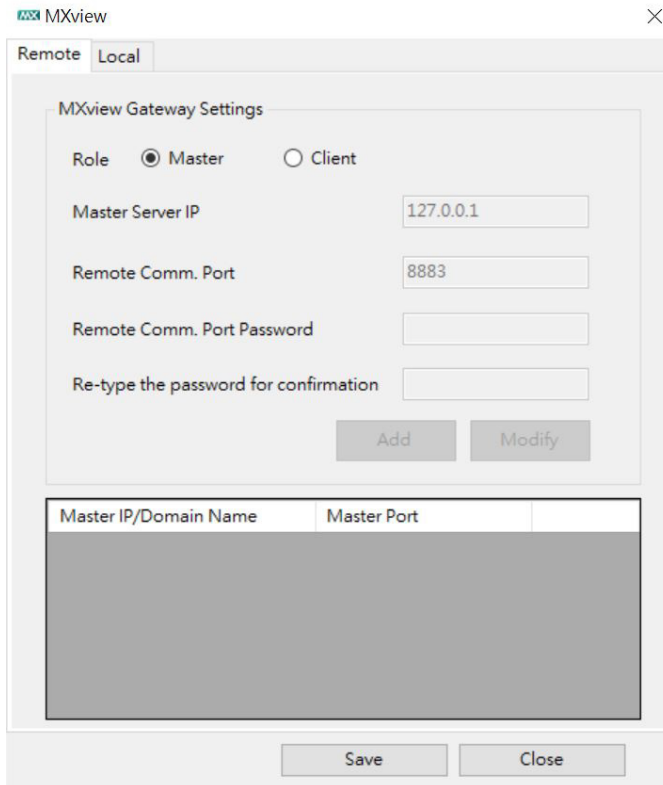 MXview
Remote Local
MXview Gateway Settings
Role Master Client
Master Server IP 127.0.0.1
Remote Comm. Port 8883
Remote Comm. Port Password
Re-type the password for confirmation
Add Modify
Master IP/Domain Name Master Port
Save Close